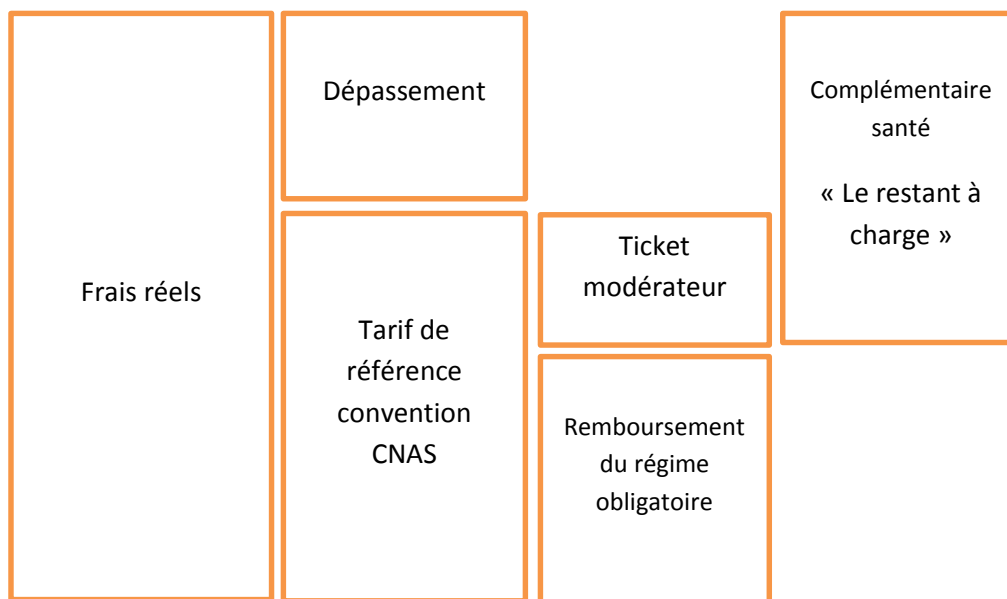 Frais réels
Dépassement
Tarif de
référence
convention
CNAS
Ticket
modérateur
Remboursement
du régime
obligatoire
Complémentaire
santé
« Le restant à
charge »